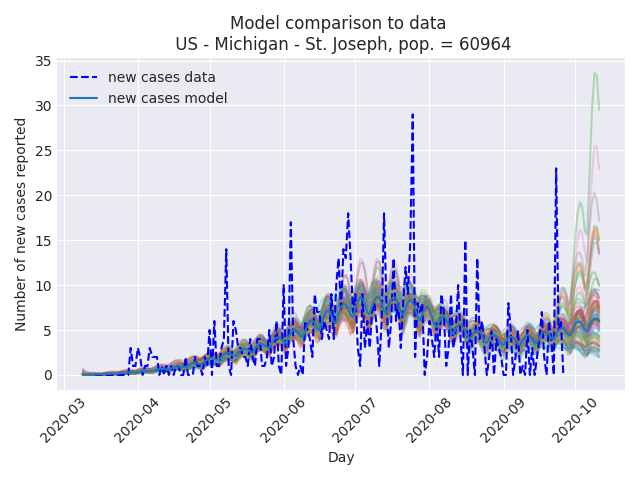 Model comparison to data
US - Michigan - St. Joseph, pop. = 60964
35
30
25
20
15
10
5
0
Number of new cases reported
new cases data
new cases model
2020-03
2020-04
2020-05
2020-06
2020-07
2020-08
2020-09
2020-10
Day